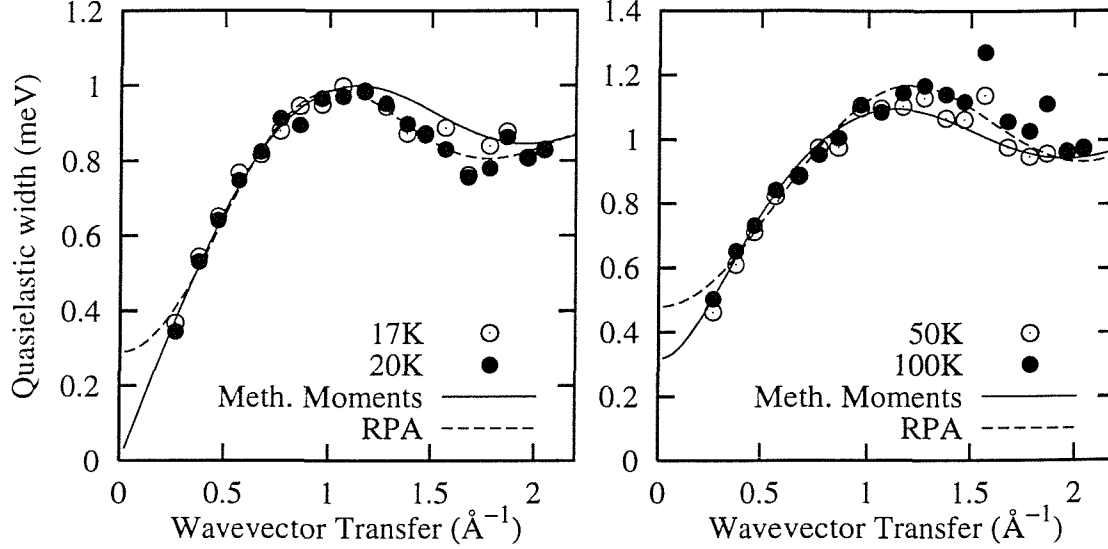 Quasielastic width (meV)
1.2
1
0.8
0.6
0.4
0.2
0
17K
20K
Meth. Moments
RPA
0 0.5 1 1.5 2
Wavevector Transfer (Å⁻¹)
1.4
1.2
1
0.8
0.6
0.4
0.2
0
50K
100K
Meth. Moments
RPA
0 0.5 1 1.5 2
Wavevector Transfer (Å⁻¹)